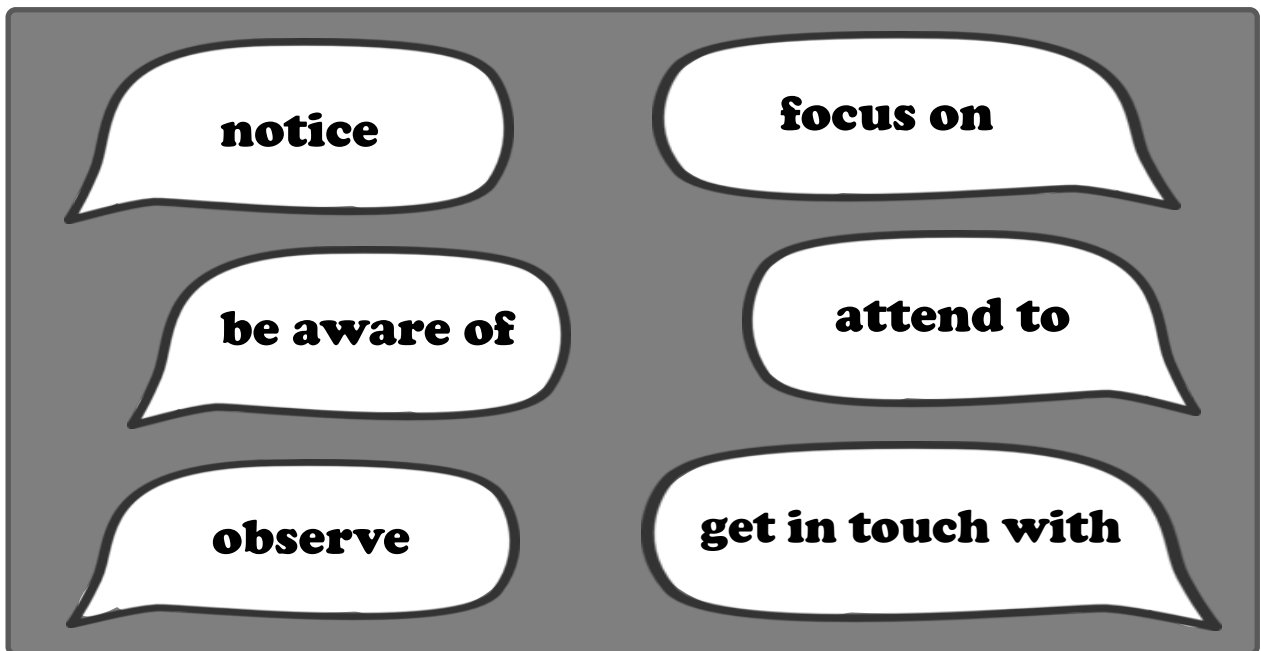 notice
focus on
be aware of
attend to
observe
get in touch with